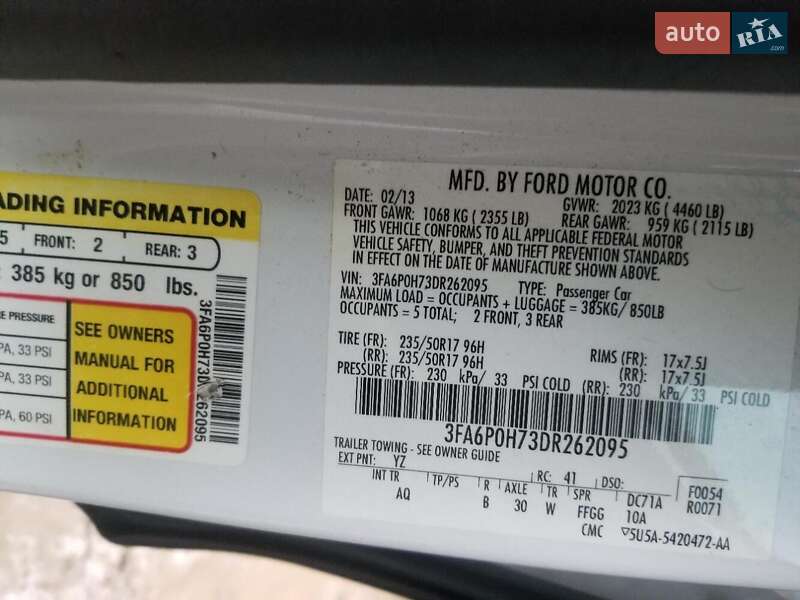 auto RIA .com
ADING INFORMATION
5 FRONT: 2 REAR: 3
: 385 kg or 850 lbs.
E PRESSURE
PA, 33 PSI
PA, 33 PSI
PA, 60 PSI
SEE OWNERS
MANUAL FOR
ADDITIONAL
INFORMATION
3FA6P0H73DR262095
MFD. BY FORD MOTOR CO.
DATE: 02/13 GVWR: 2023 KG ( 4460 LB)
FRONT GAWR: 1068 KG ( 2355 LB) REAR GAWR: 959 KG ( 2115 LB)
THIS VEHICLE CONFORMS TO ALL APPLICABLE FEDERAL MOTOR
VEHICLE SAFETY, BUMPER, AND THEFT PREVENTION STANDARDS
IN EFFECT ON THE DATE OF MANUFACTURE SHOWN ABOVE.
VIN: 3FA6P0H73DR262095 TYPE: Passenger Car
MAXIMUM LOAD = OCCUPANTS + LUGGAGE = 385KG/ 850LB
OCCUPANTS = 5 TOTAL; 2 FRONT, 3 REAR
TIRE (FR): 235/50R17 96H RIMS (FR): 17x7.5J
(RR): 235/50R17 96H (RR): 17x7.5J
PRESSURE (FR): 230 kPa/ 33 PSI COLD (RR): 230 kPa/ 33 PSI COLD
3FA6P0H73DR262095
TRAILER TOWING - SEE OWNER GUIDE
EXT PNT: YZ RC: 41 DSO: F0054
INT TR TP/PS R AXLE TR SPR DC71A R0071
AQ B 30 W FFGG 10A
CMC ▽5U5A-5420472-AA